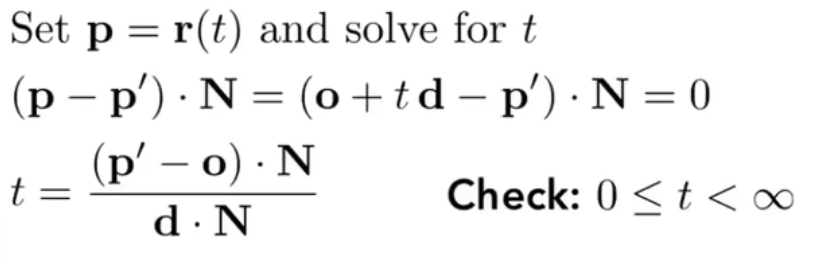 Set p = r(t) and solve for t
(p − p′) · N = (o + t d − p′) · N = 0
t = (p′ − o) · N / d · N
Check: 0 ≤ t < ∞